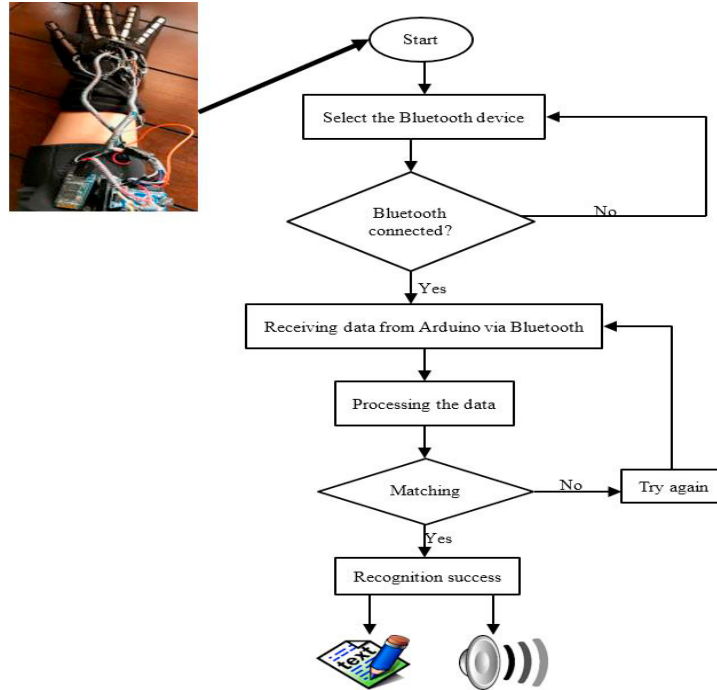 Start
Select the Bluetooth device
Bluetooth
connected?
No
Yes
Receiving data from Arduino via Bluetooth
Processing the data
Matching
No
Try again
Yes
Recognition success
text